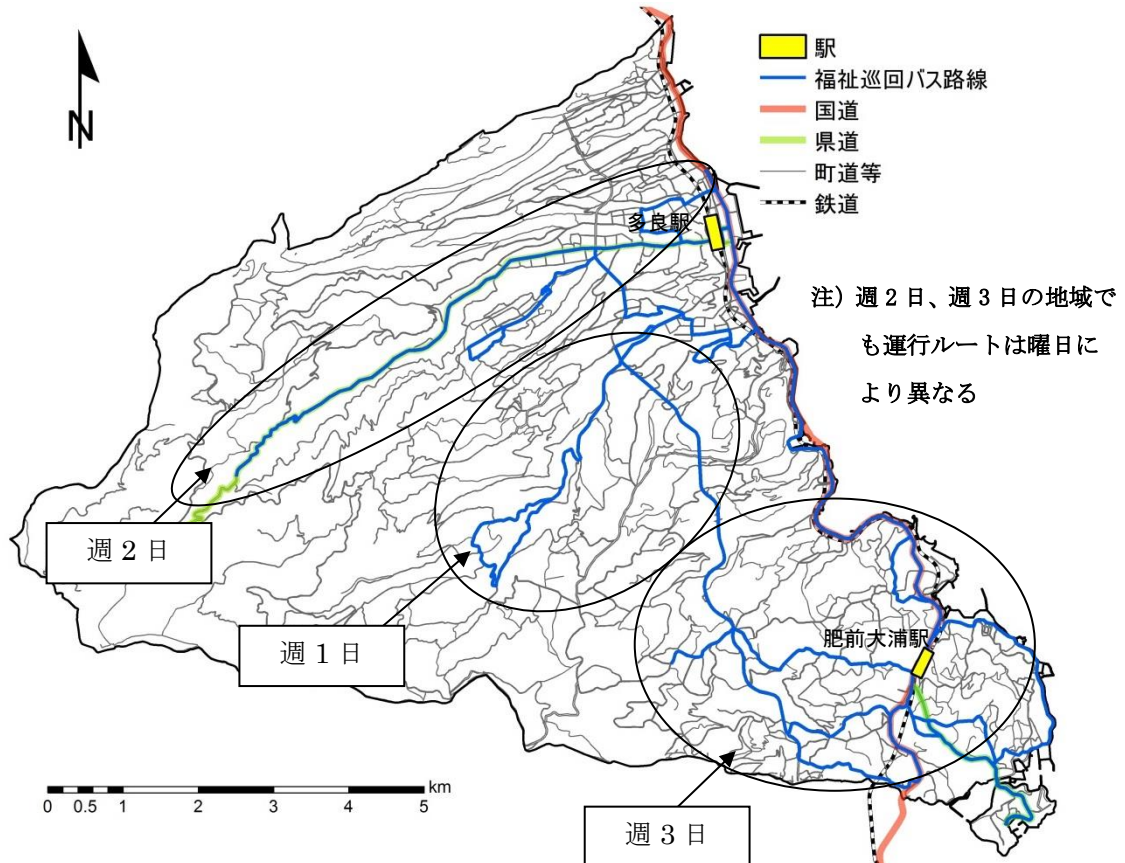 N
駅
福祉巡回バス路線
国道
県道
町道等
鉄道
多良駅
注）週2日、週3日の地域で
も運行ルートは曜日に
より異なる
週2日
週1日
肥前大浦駅
週3日
km
0 0.5 1 2 3 4 5